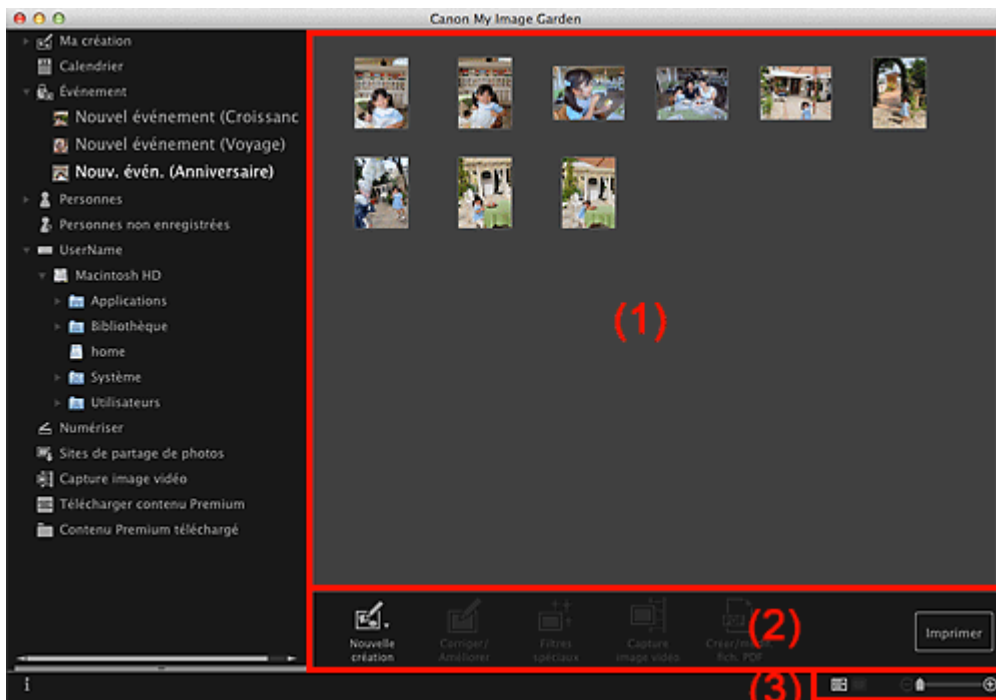 Canon My Image Garden
Ma création
Calendrier
Événement
Nouvel événement (Croissanc
Nouvel événement (Voyage)
Nouv. évén. (Anniversaire)
Personnes
Personnes non enregistrées
UserName
Macintosh HD
Applications
Bibliothèque
home
Système
Utilisateurs
Numériser
Sites de partage de photos
Capture image vidéo
Télécharger contenu Premium
Contenu Premium téléchargé
(1)
Nouvelle
création
Corriger/
Améliorer
Filtres
spéciaux
Capture
image vidéo
fich. PDF
(2)
Imprimer
(3)